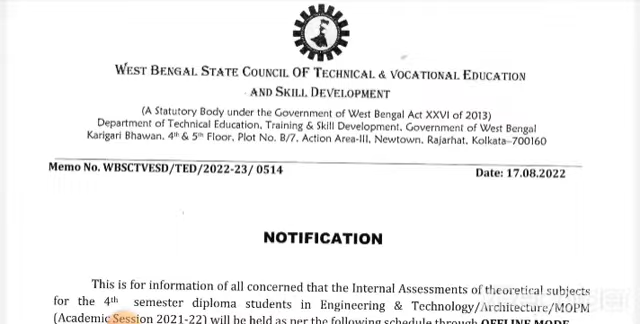 WEST BENGAL STATE COUNCIL OF TECHNICAL & VOCATIONAL EDUCATION
AND SKILL DEVELOPMENT
(A Statutory Body under the Government of West Bengal Act XXVI of 2013)
Department of Technical Education, Training & Skill Development, Government of West Bengal
Karigari Bhawan, 4th & 5th Floor, Plot No. B/7, Action Area-III, Newtown, Rajarhat, Kolkata-700160
Memo No. WBSCTVESD/TED/2022-23/ 0514
Date: 17.08.2022
NOTIFICATION
This is for information of all concerned that the Internal Assessments of theoretical subjects
for the 4th semester diploma students in Engineering & Technology/Architecture/MOPM
(Academic Session 2021-22) will be held as per the following schedule through OFFLINE MODE